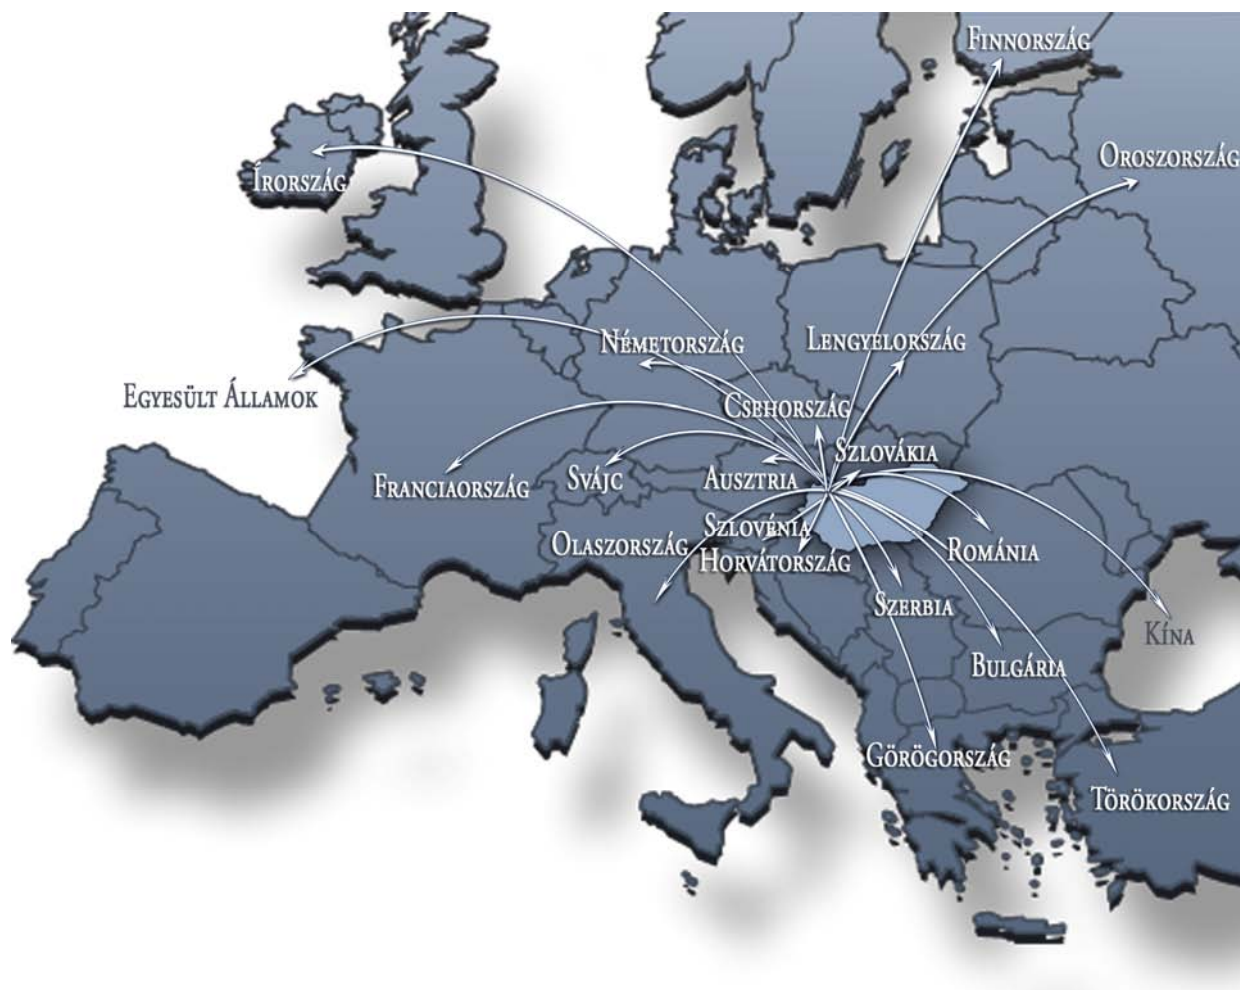 FINNORSZÁG
OROSZORSZÁG
ÍRORSZÁG
NÉMETORSZÁG
LENGYELORSZÁG
EGYESÜLT ÁLLAMOK
CSEHORSZÁG
SZLOVÁKIA
FRANCIAORSZÁG
SVÁJC
AUSZTRIA
SZLOVÉNIA
OLASZORSZÁG
HORVÁTORSZÁG
ROMÁNIA
SZERBIA
KÍNA
BULGÁRIA
GÖRÖGORSZÁG
TÖRÖKORSZÁG